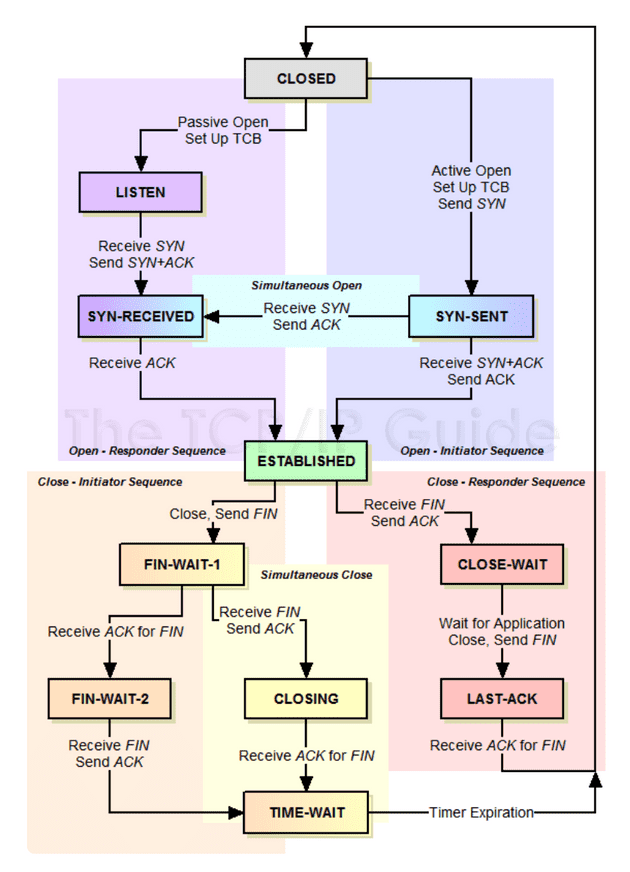 CLOSED
Passive Open
Set Up TCB
Active Open
Set Up TCB
Send SYN
LISTEN
Receive SYN
Send SYN+ACK
Simultaneous Open
SYN-RECEIVED
Receive SYN
Send ACK
SYN-SENT
Receive ACK
Receive SYN+ACK
Send ACK
The TCP/IP Guide
Open - Responder Sequence
Open - Initiator Sequence
ESTABLISHED
Close - Initiator Sequence
Close - Responder Sequence
Close, Send FIN
Receive FIN
Send ACK
FIN-WAIT-1
CLOSE-WAIT
Simultaneous Close
Receive ACK for FIN
Receive FIN
Send ACK
Wait for Application
Close, Send FIN
FIN-WAIT-2
CLOSING
LAST-ACK
Receive FIN
Send ACK
Receive ACK for FIN
Receive ACK for FIN
TIME-WAIT
Timer Expiration